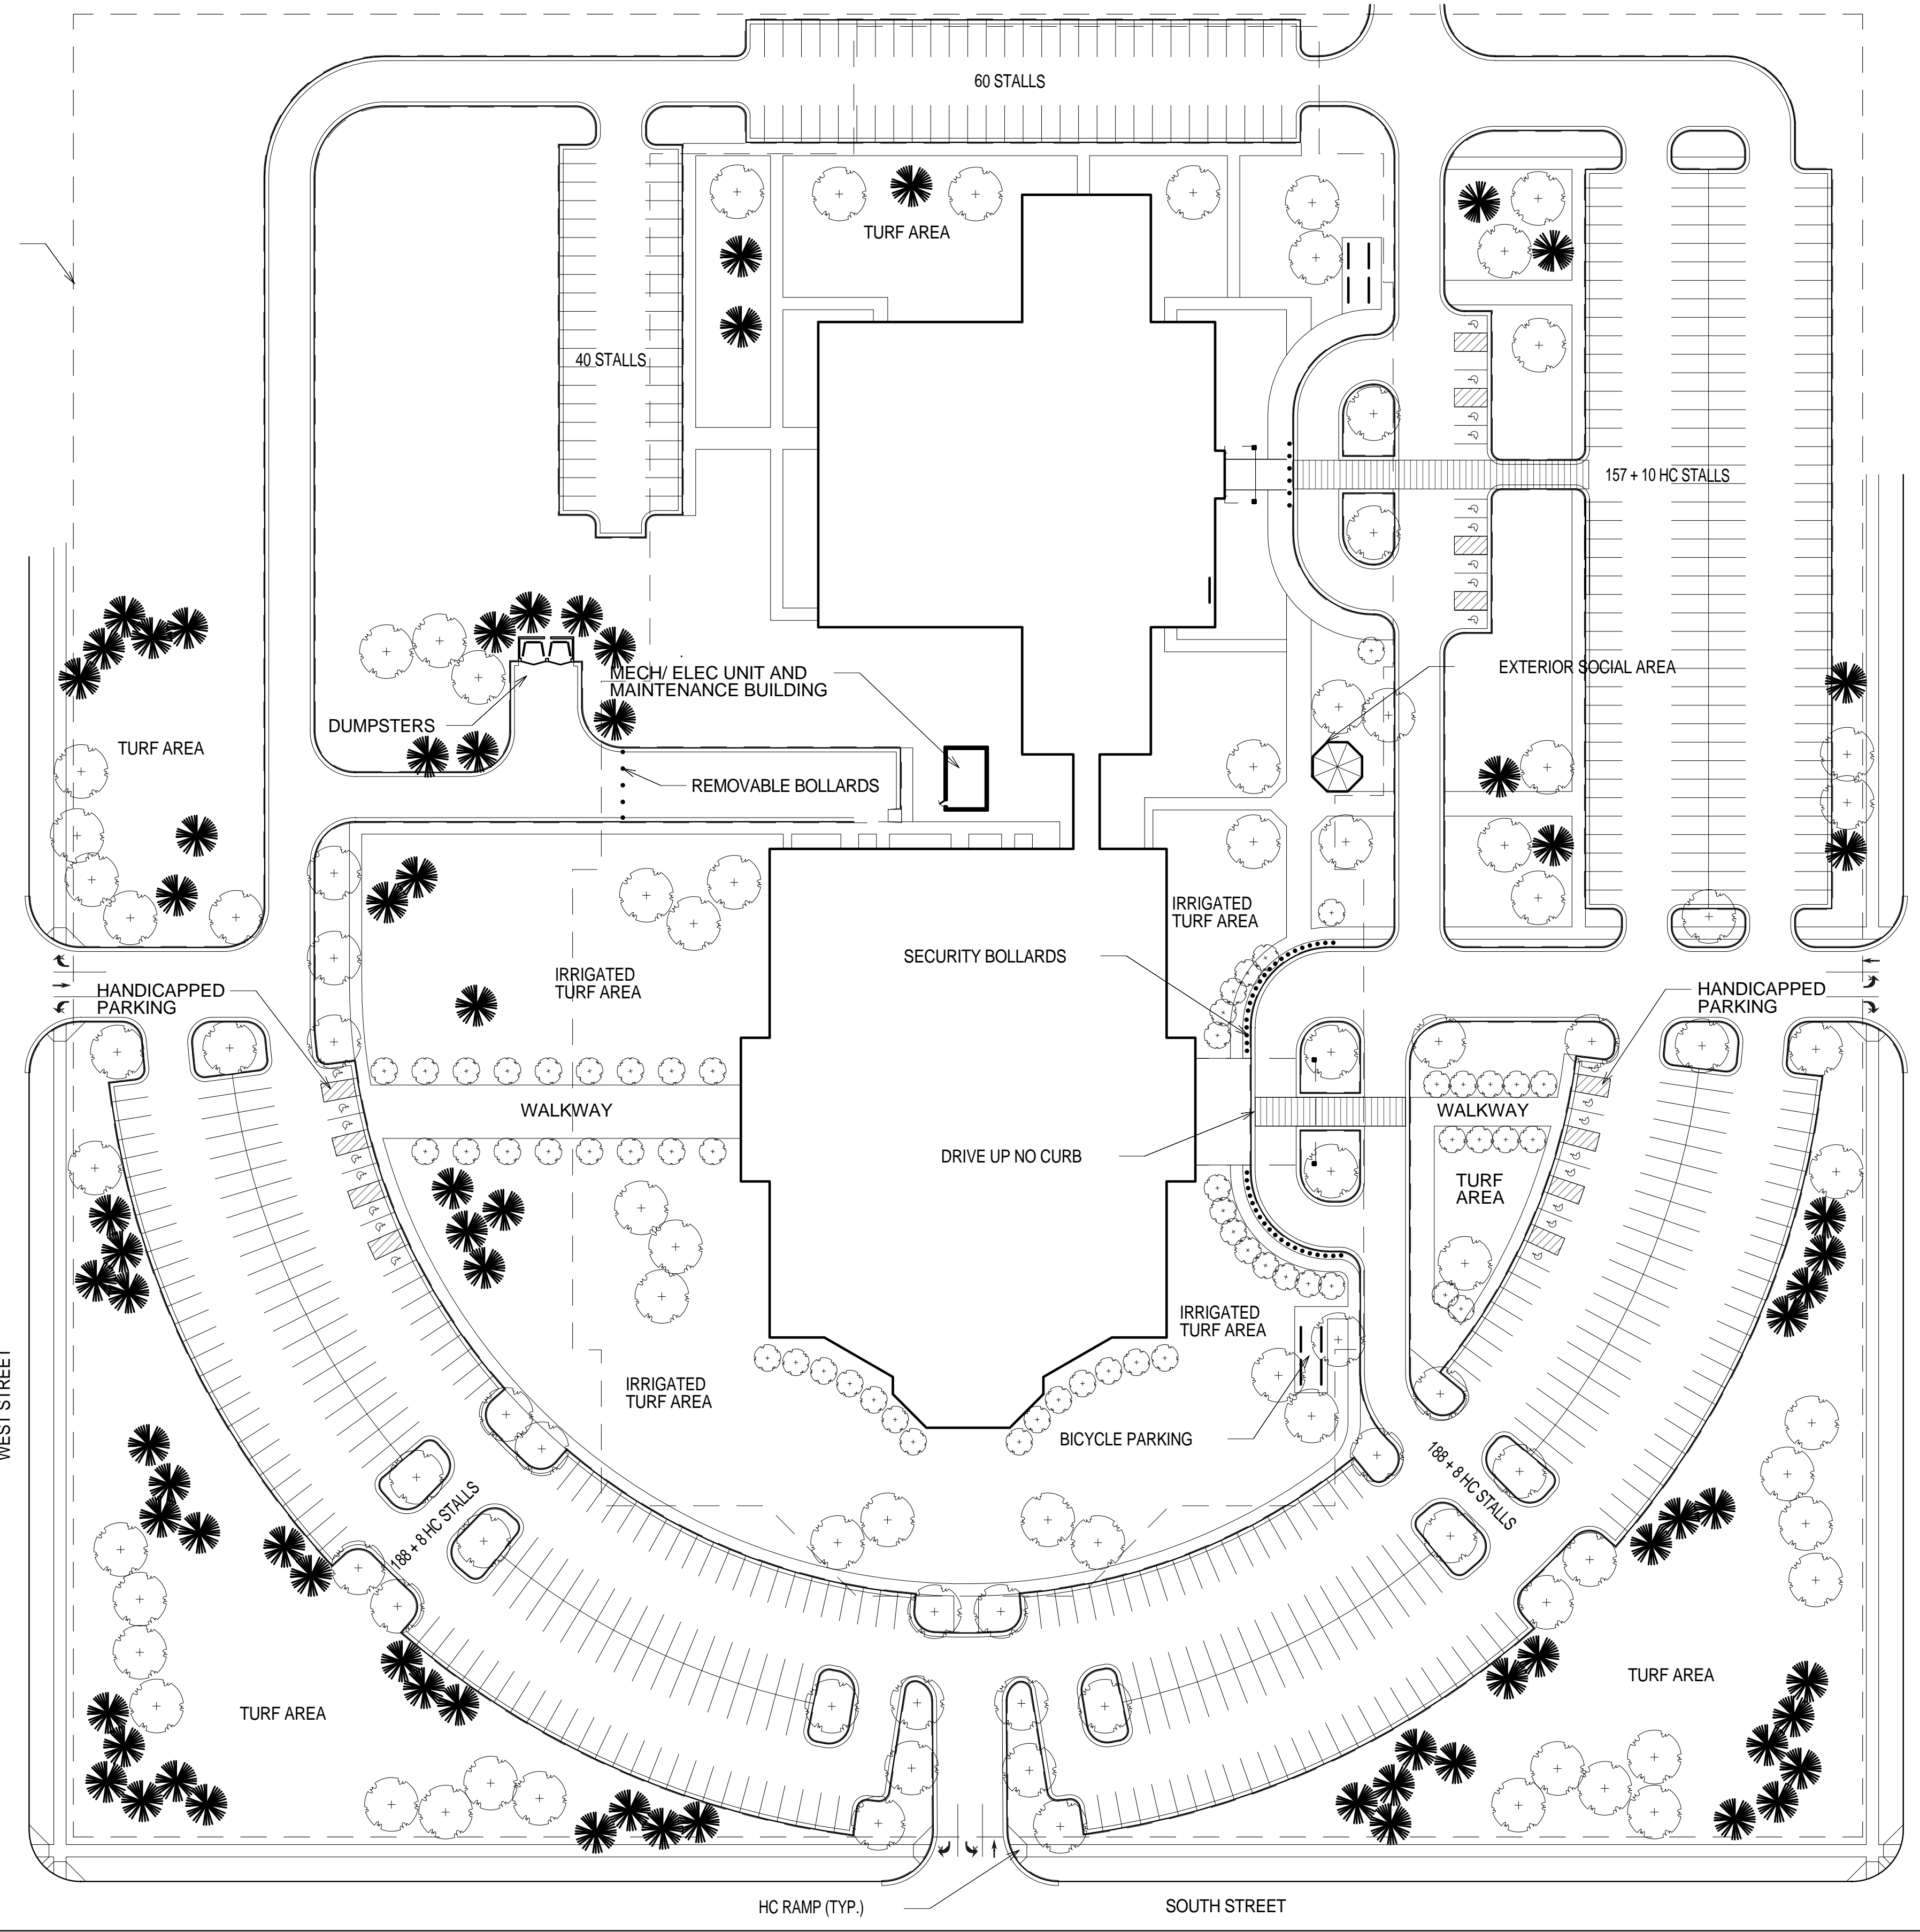 60 STALLS
TURF AREA
40 STALLS
157 + 10 HC STALLS
EXTERIOR SOCIAL AREA
MECH/ ELEC UNIT AND
MAINTENANCE BUILDING
DUMPSTERS
TURF AREA
REMOVABLE BOLLARDS
IRRIGATED
TURF AREA
SECURITY BOLLARDS
IRRIGATED
TURF AREA
HANDICAPPED
PARKING
HANDICAPPED
PARKING
WALKWAY
WALKWAY
DRIVE UP NO CURB
TURF
AREA
IRRIGATED
TURF AREA
WEST STREET
IRRIGATED
TURF AREA
BICYCLE PARKING
188 + 8 HC STALLS
188 + 8 HC STALLS
TURF AREA
TURF AREA
HC RAMP (TYP.)
SOUTH STREET